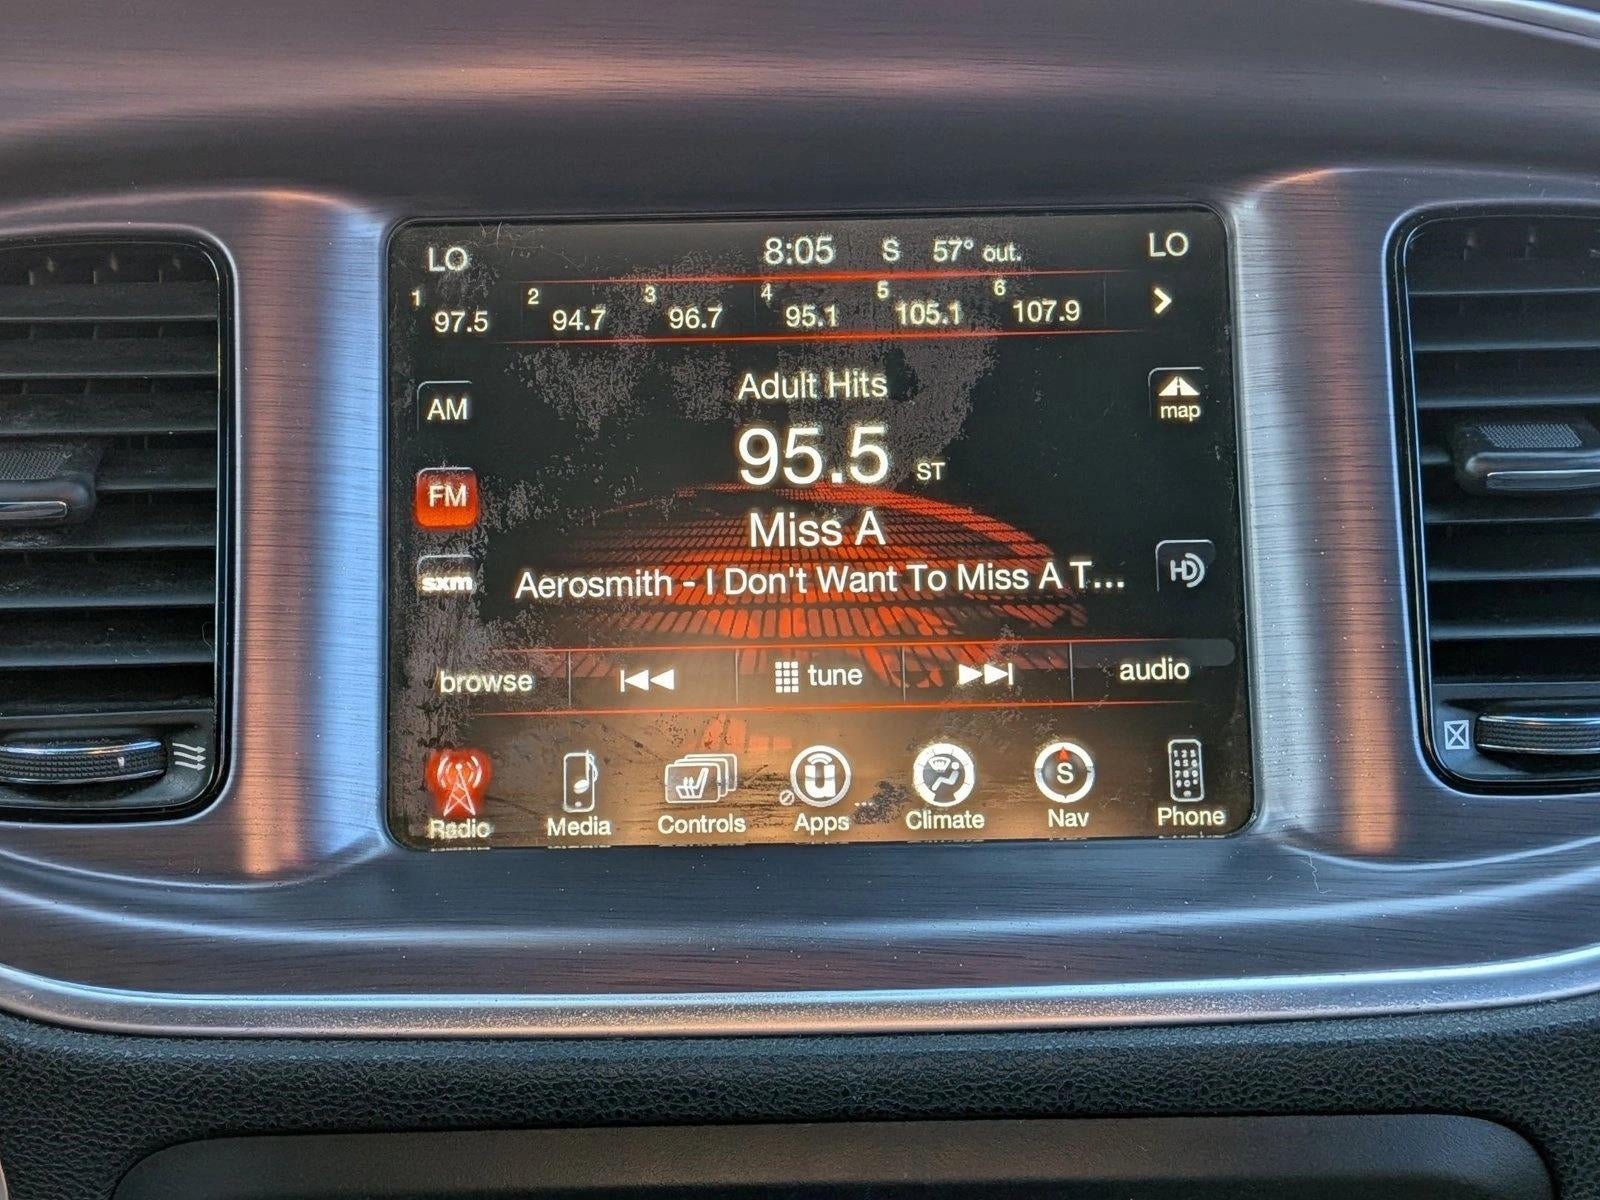 LO 8:05 S 57° out. LO
1 97.5 2 94.7 3 96.7 4 95.1 5 105.1 6 107.9
Adult Hits
AM
map
95.5 ST
FM
Miss A
HD
sxm
Aerosmith - I Don't Want To Miss A T...
browse tune audio
S
Radio Media Controls Apps Climate Nav Phone